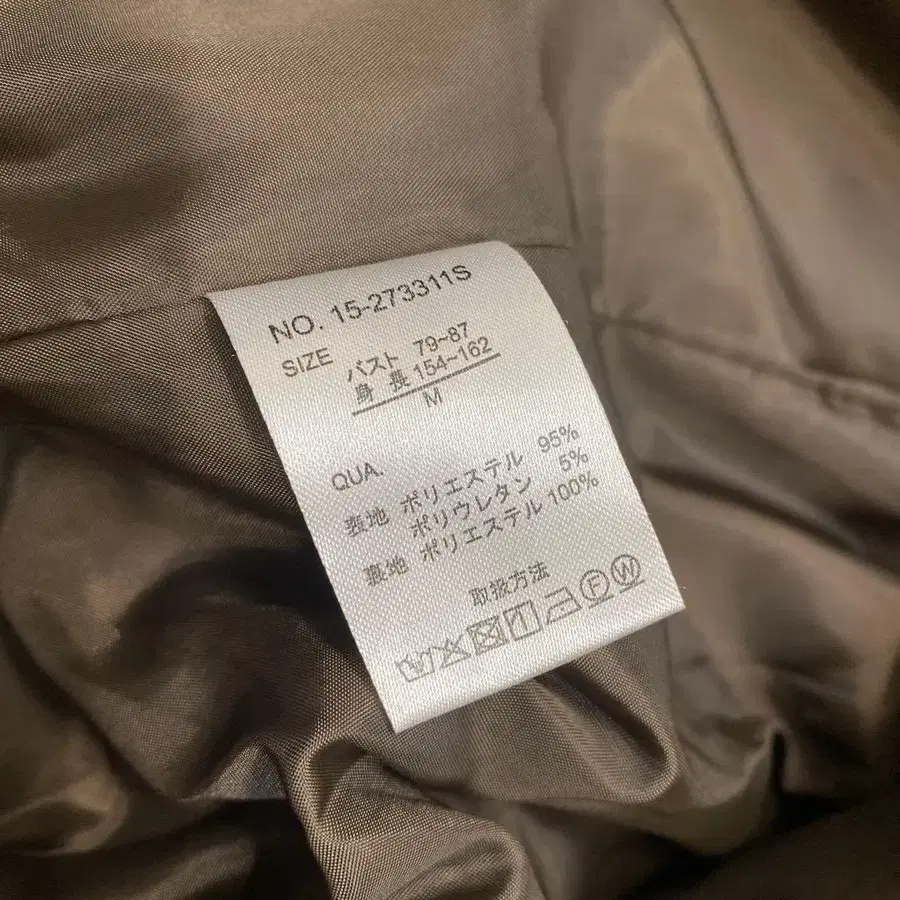 NO. 15-273311S
SIZE
バスト 79~87
身長 154~162
M
QUA.
表地 ポリエステル 95%
ポリウレタン 5%
裏地 ポリエステル 100%
取扱方法
F W